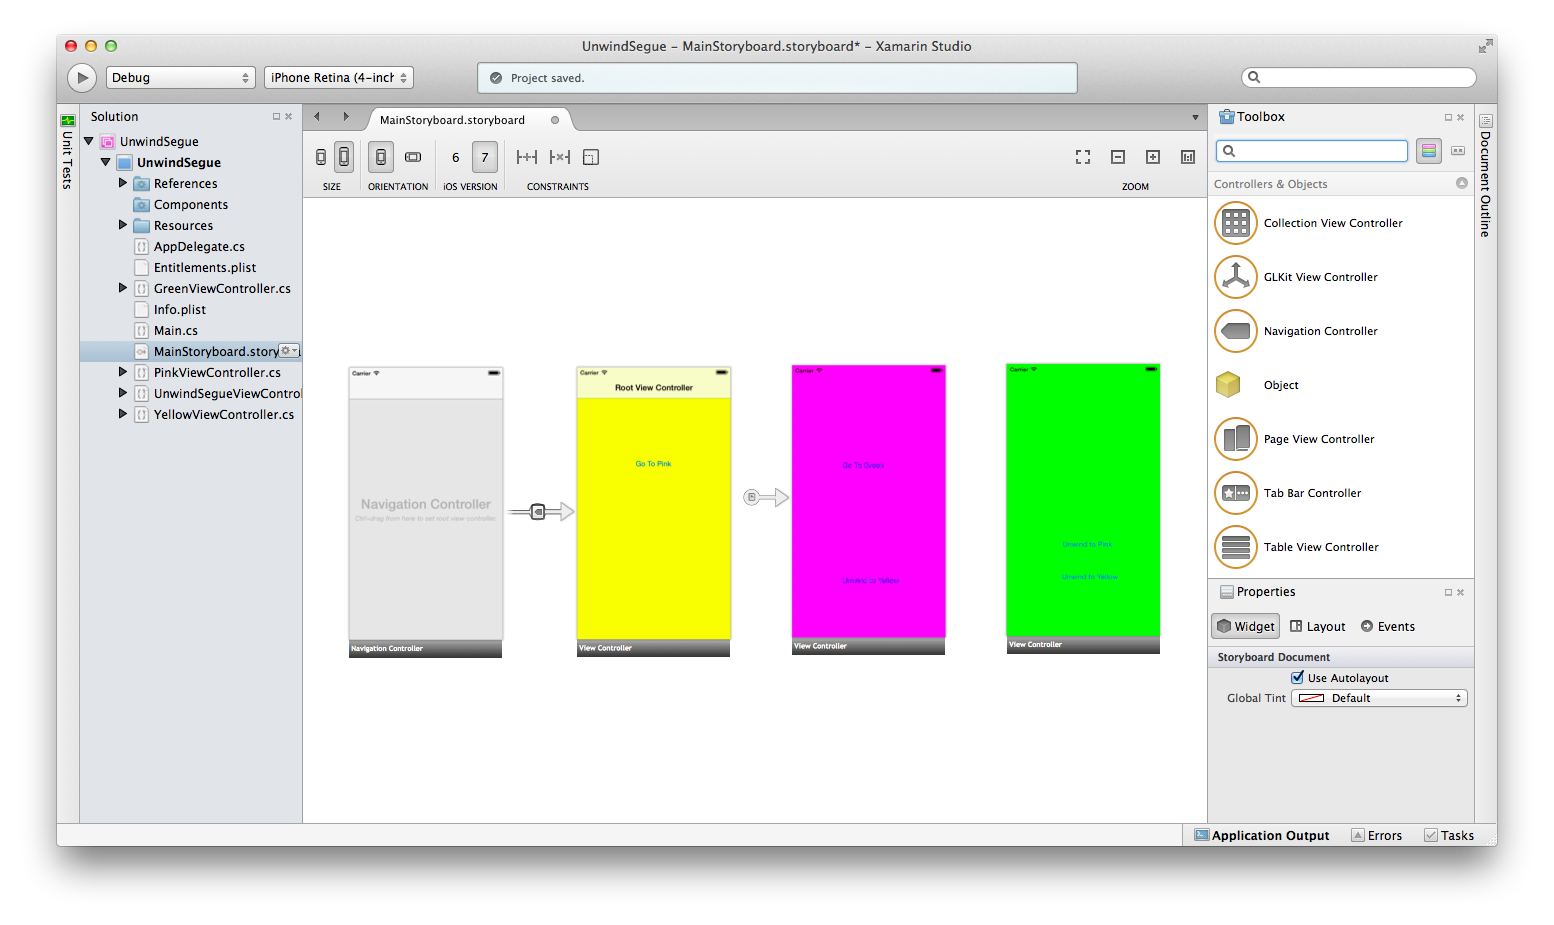 UnwindSegue – MainStoryboard.storyboard* – Xamarin Studio
Debug
iPhone Retina (4-inch
Project saved.
Unit Tests
Solution
UnwindSegue
UnwindSegue
References
Components
Resources
AppDelegate.cs
Entitlements.plist
GreenViewController.cs
Info.plist
Main.cs
MainStoryboard.story
PinkViewController.cs
UnwindSegueViewControl
YellowViewController.cs
MainStoryboard.storyboard
6 7
SIZE ORIENTATION iOS VERSION CONSTRAINTS ZOOM
Carrier
Navigation Controller
Ctrl+drag from here to set root view controller.
Navigation Controller
Carrier
Root View Controller
Go To Pink
View Controller
Carrier
Go To Green
Unwind to Yellow
View Controller
Carrier
Unwind to Pink
Unwind to Yellow
View Controller
Toolbox
Controllers & Objects
Collection View Controller
GLKit View Controller
Navigation Controller
Object
Page View Controller
Tab Bar Controller
Table View Controller
Properties
Widget Layout Events
Storyboard Document
Use Autolayout
Global Tint Default
Document Outline
Application Output Errors Tasks